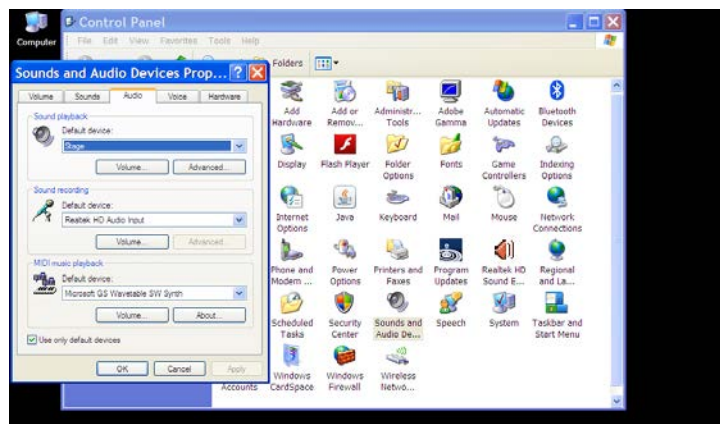 Computer
Control Panel
File Edit View Favorites Tools Help
Folders
Sounds and Audio Devices Prop...
Volume Sounds Audio Voice Hardware
Sound playback
Default device:
Stage
Volume... Advanced...
Sound recording
Default device:
Realtek HD Audio Input
Volume... Advanced...
MIDI music playback
Default device:
Microsoft GS Wavetable SW Synth
Volume... About...
Use only default devices
OK Cancel Apply
Add Hardware
Add or Remov...
Administr... Tools
Adobe Gamma
Automatic Updates
Bluetooth Devices
Display
Flash Player
Folder Options
Fonts
Game Controllers
Indexing Options
Internet Options
Java
Keyboard
Mail
Mouse
Network Connections
Phone and Modem ...
Power Options
Printers and Faxes
Program Updates
Realtek HD Sound E...
Regional and La...
Scheduled Tasks
Security Center
Sounds and Audio De...
Speech
System
Taskbar and Start Menu
Accounts
Windows CardSpace
Windows Firewall
Wireless Netwo...